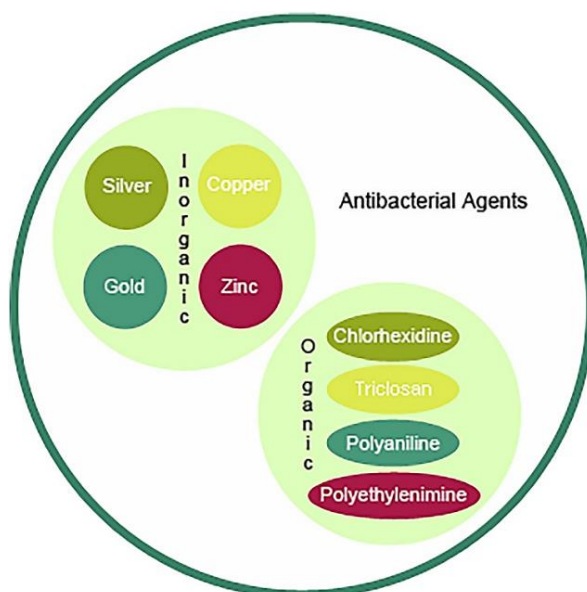 Silver
Copper
Inorganic
Gold
Zinc
Antibacterial Agents
Organic
Chlorhexidine
Triclosan
Polyaniline
Polyethylenimine